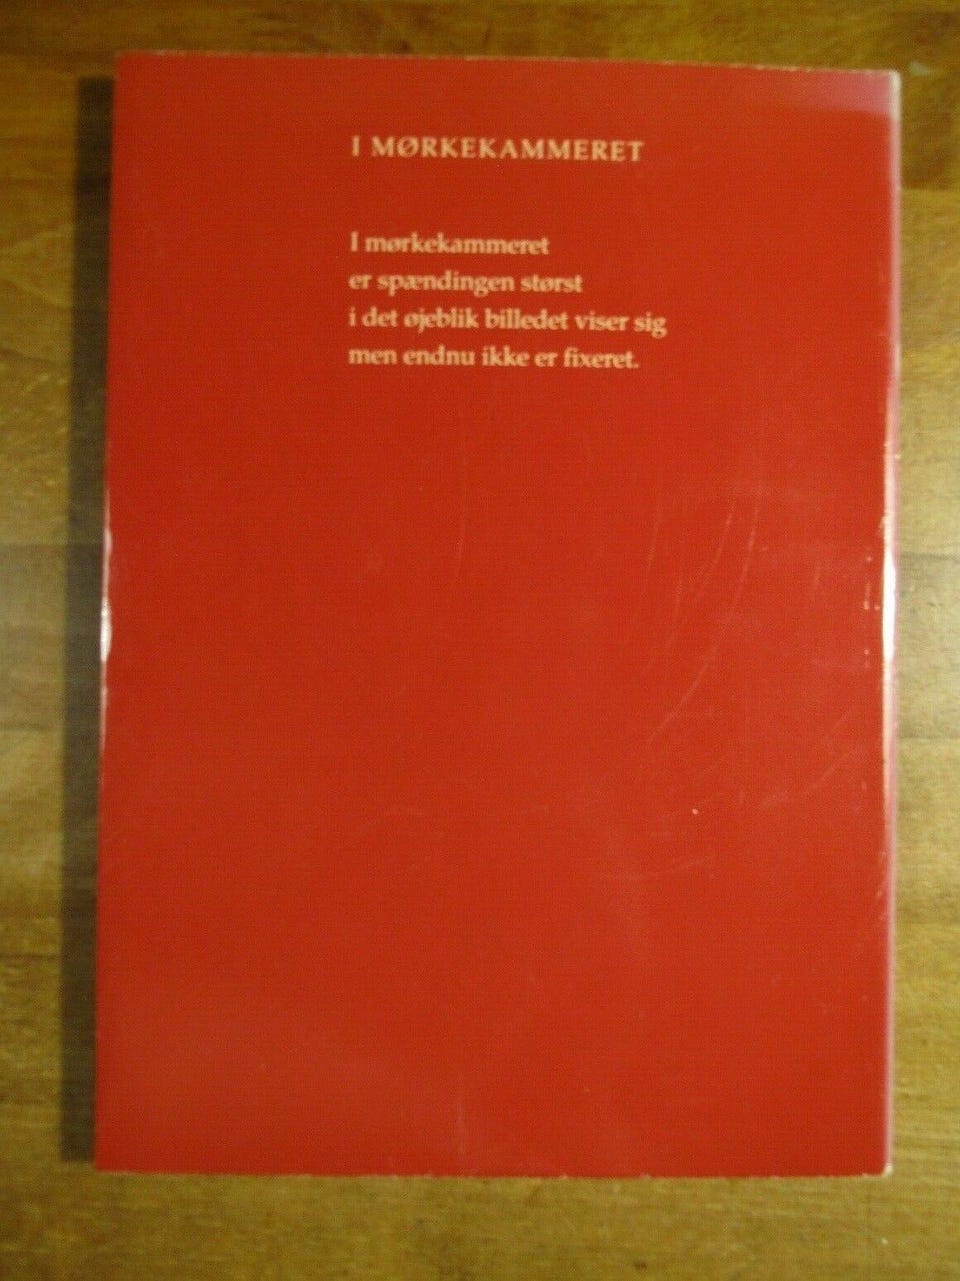 I MØRKEKAMMERET
I mørkekammeret
er spændingen størst
i det øjeblik billedet viser sig
men endnu ikke er fixeret.